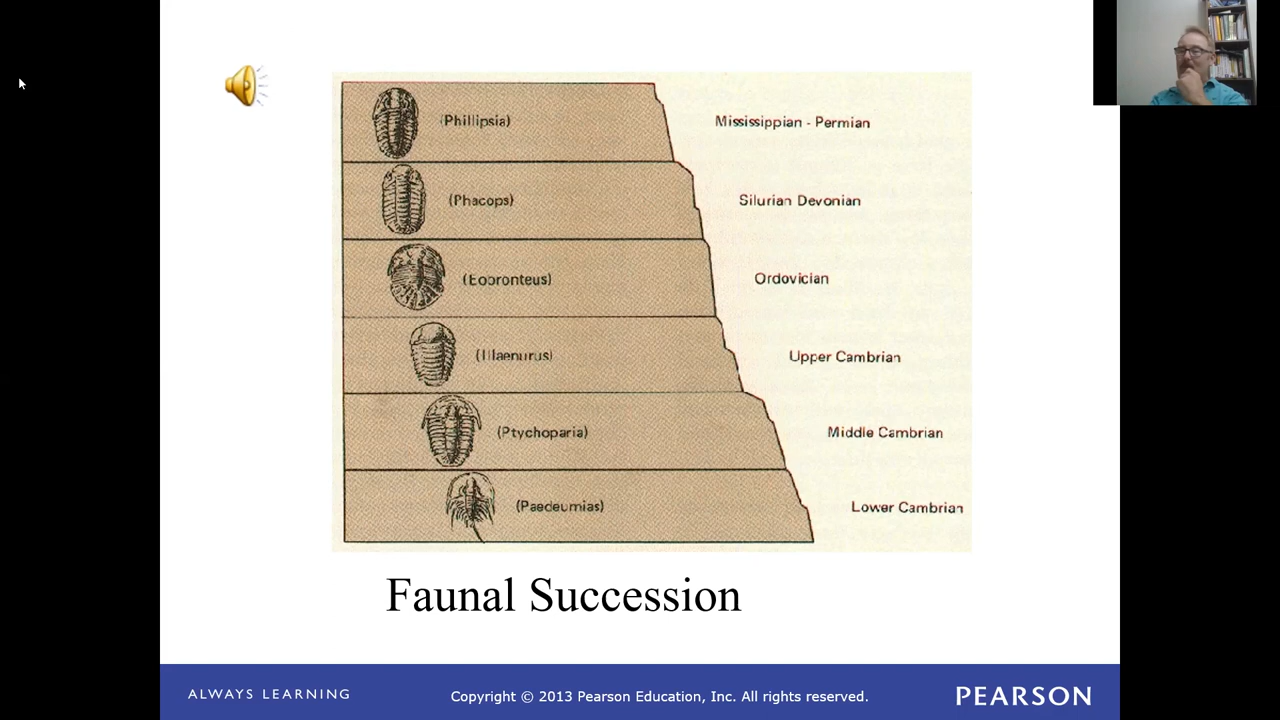 (Phillipsia) Mississippian - Permian
(Phacops) Silurian Devonian
(Eobronteus) Ordovician
(Illaenurus) Upper Cambrian
(Ptychoparia) Middle Cambrian
(Paedeumias) Lower Cambrian
Faunal Succession
ALWAYS LEARNING
Copyright © 2013 Pearson Education, Inc. All rights reserved.
PEARSON